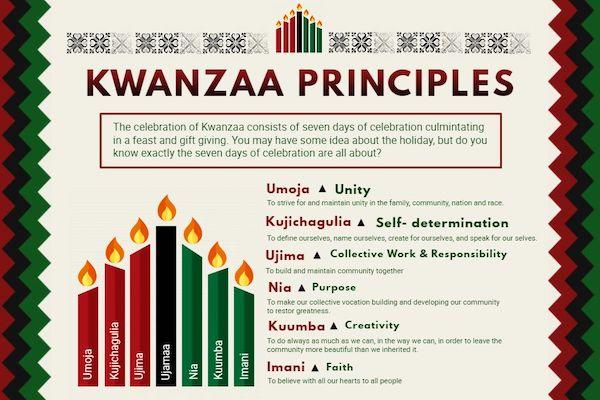 KWANZAA PRINCIPLES
The celebration of Kwanzaa consists of seven days of celebration culmintating
in a feast and gift giving. You may have some idea about the holiday, but do you
know exactly the seven days of celebration are all about?
Umoja ▲ Unity
To strive for and maintain unity in the family, community, nation and race.
Kujichagulia ▲ Self- determination
To define ourselves, name ourselves, create for ourselves, and speak for our selves.
Ujima ▲ Collective Work & Responsibility
To build and maintain community together
Nia ▲ Purpose
To make our collective vocation building and developing our community
to restor greatness.
Kuumba ▲ Creativity
To do always as much as we can, in the way we can, in order to leave the
community more beautiful than we inherited it.
Imani ▲ Faith
To believe with all our hearts to all people
Umoja
Kujichagulia
Ujima
Ujamaa
Nia
Kuumba
Imani